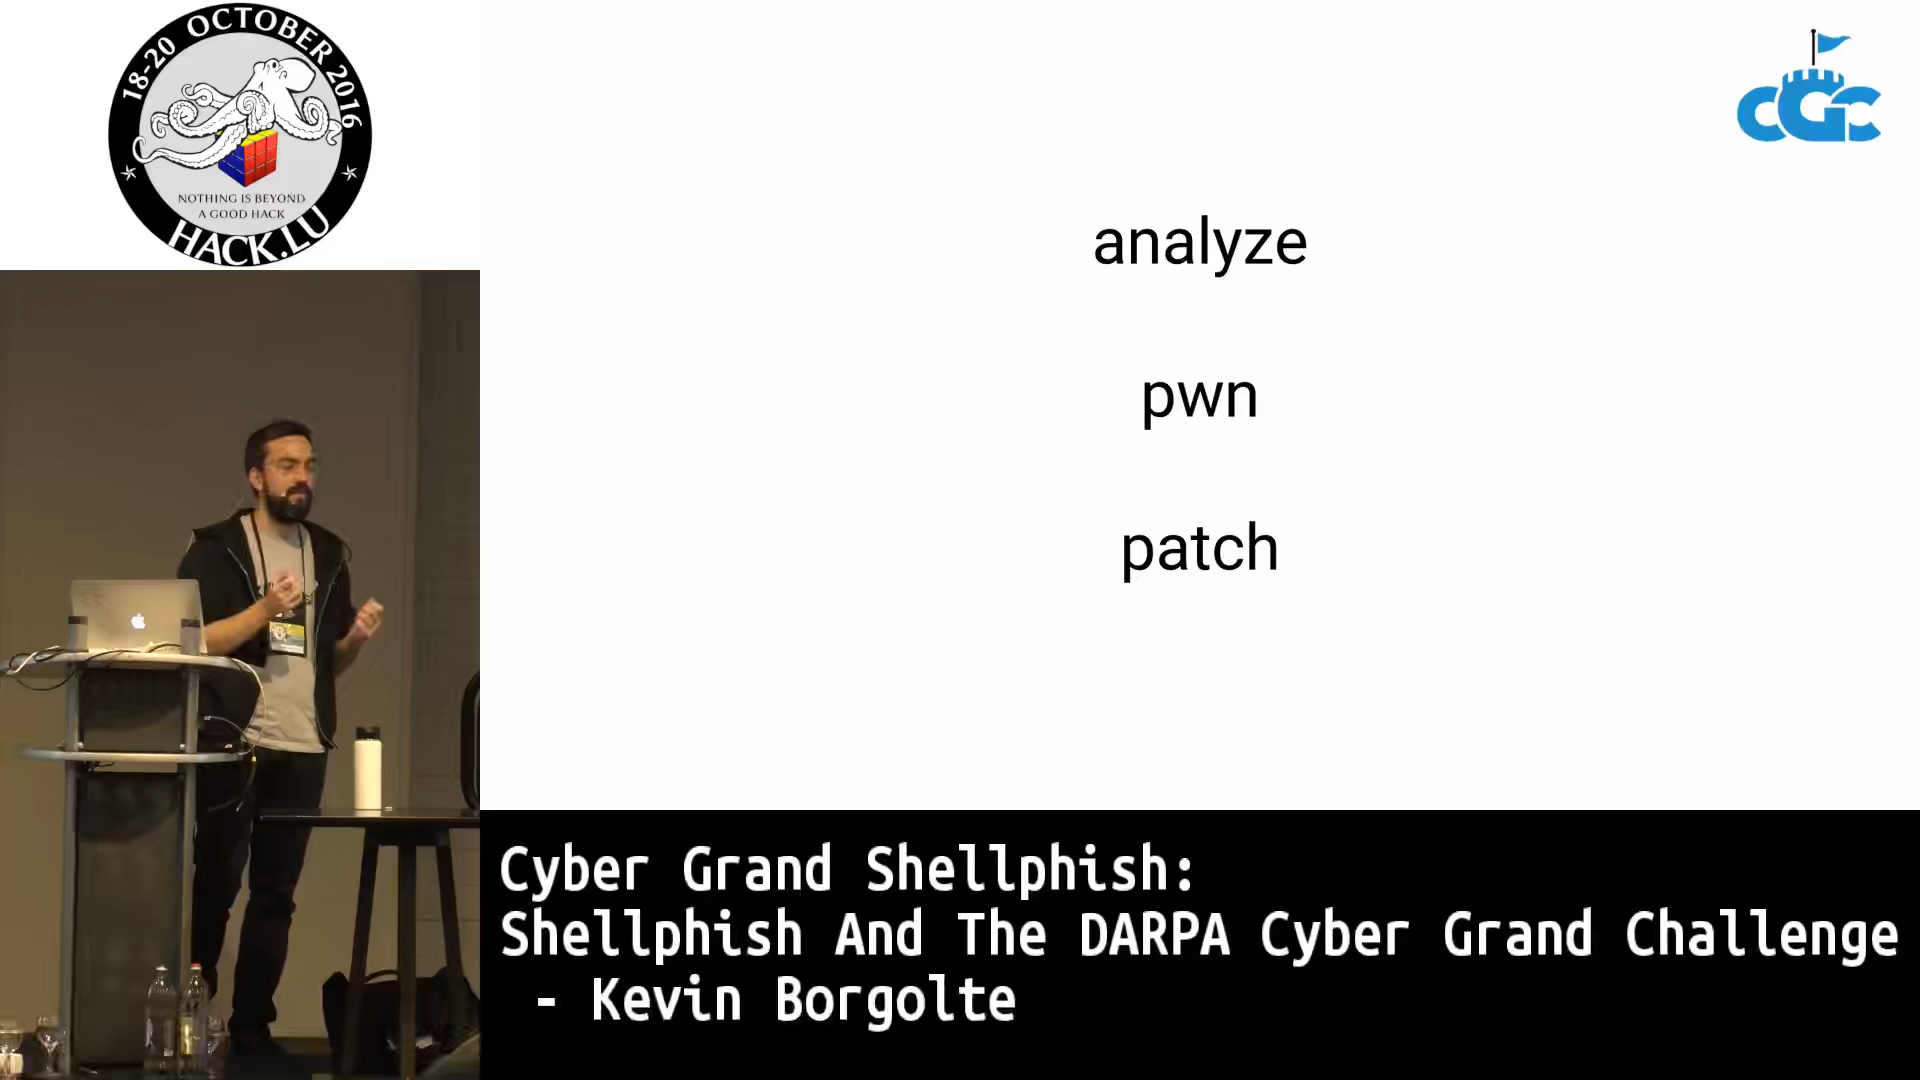 18-20 OCTOBER 2016
NOTHING IS BEYOND
A GOOD HACK
HACK.LU
CGC
analyze
pwn
patch
Cyber Grand Shellphish:
Shellphish And The DARPA Cyber Grand Challenge
- Kevin Borgolte